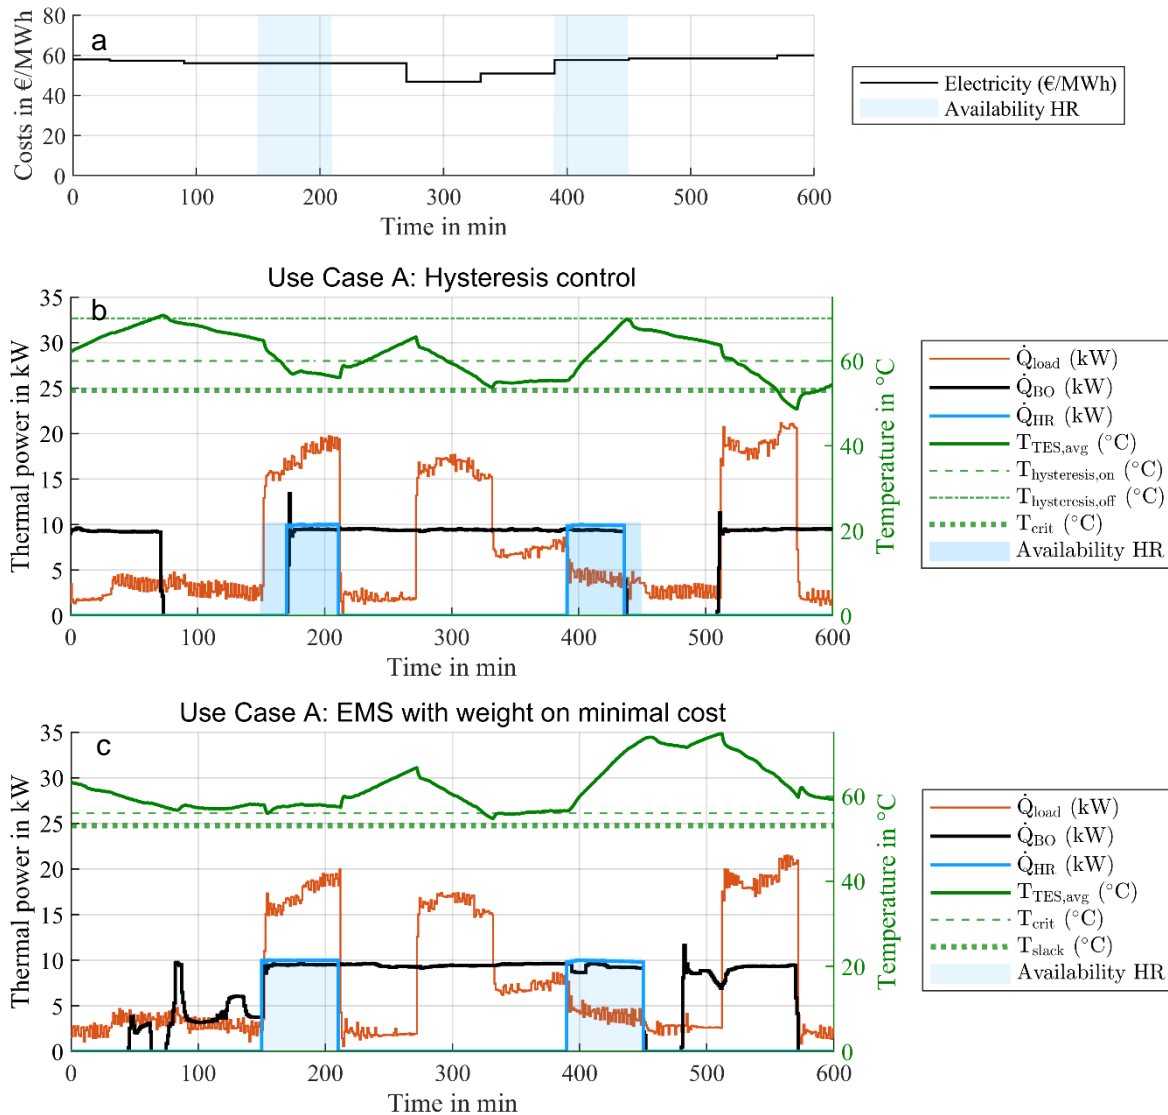 a
Costs in €/MWh
80
60
40
20
0
0
100
200
300
400
500
600
Time in min
Electricity (€/MWh)
Availability HR
Use Case A: Hysteresis control
b
Thermal power in kW
35
30
25
20
15
10
5
0
0
100
200
300
400
500
600
Time in min
60
40
20
0
Temperature in °C
Q̇load (kW)
Q̇BO (kW)
Q̇HR (kW)
TTES,avg (°C)
Thysteresis,on (°C)
Thysteresis,off (°C)
Tcrit (°C)
Availability HR
Use Case A: EMS with weight on minimal cost
c
Thermal power in kW
35
30
25
20
15
10
5
0
0
100
200
300
400
500
600
Time in min
60
40
20
0
Temperature in °C
Q̇load (kW)
Q̇BO (kW)
Q̇HR (kW)
TTES,avg (°C)
Tcrit (°C)
Tslack (°C)
Availability HR